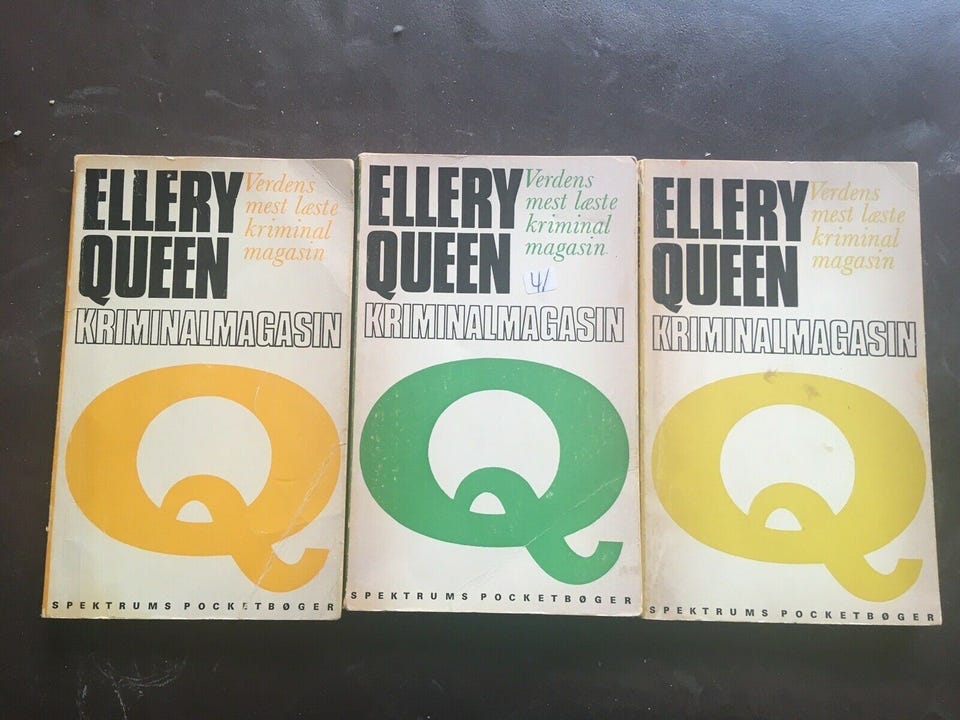 ELLERY
QUEEN
Verdens
mest læste
kriminal
magasin
KRIMINALMAGASIN
Q
SPEKTRUMS POCKETBØGER
ELLERY
QUEEN
Verdens
mest læste
kriminal
magasin
KRIMINALMAGASIN
Q
SPEKTRUMS POCKETBØGER
ELLERY
QUEEN
Verdens
mest læste
kriminal
magasin
KRIMINALMAGASIN
Q
SPEKTRUMS POCKETBØGER